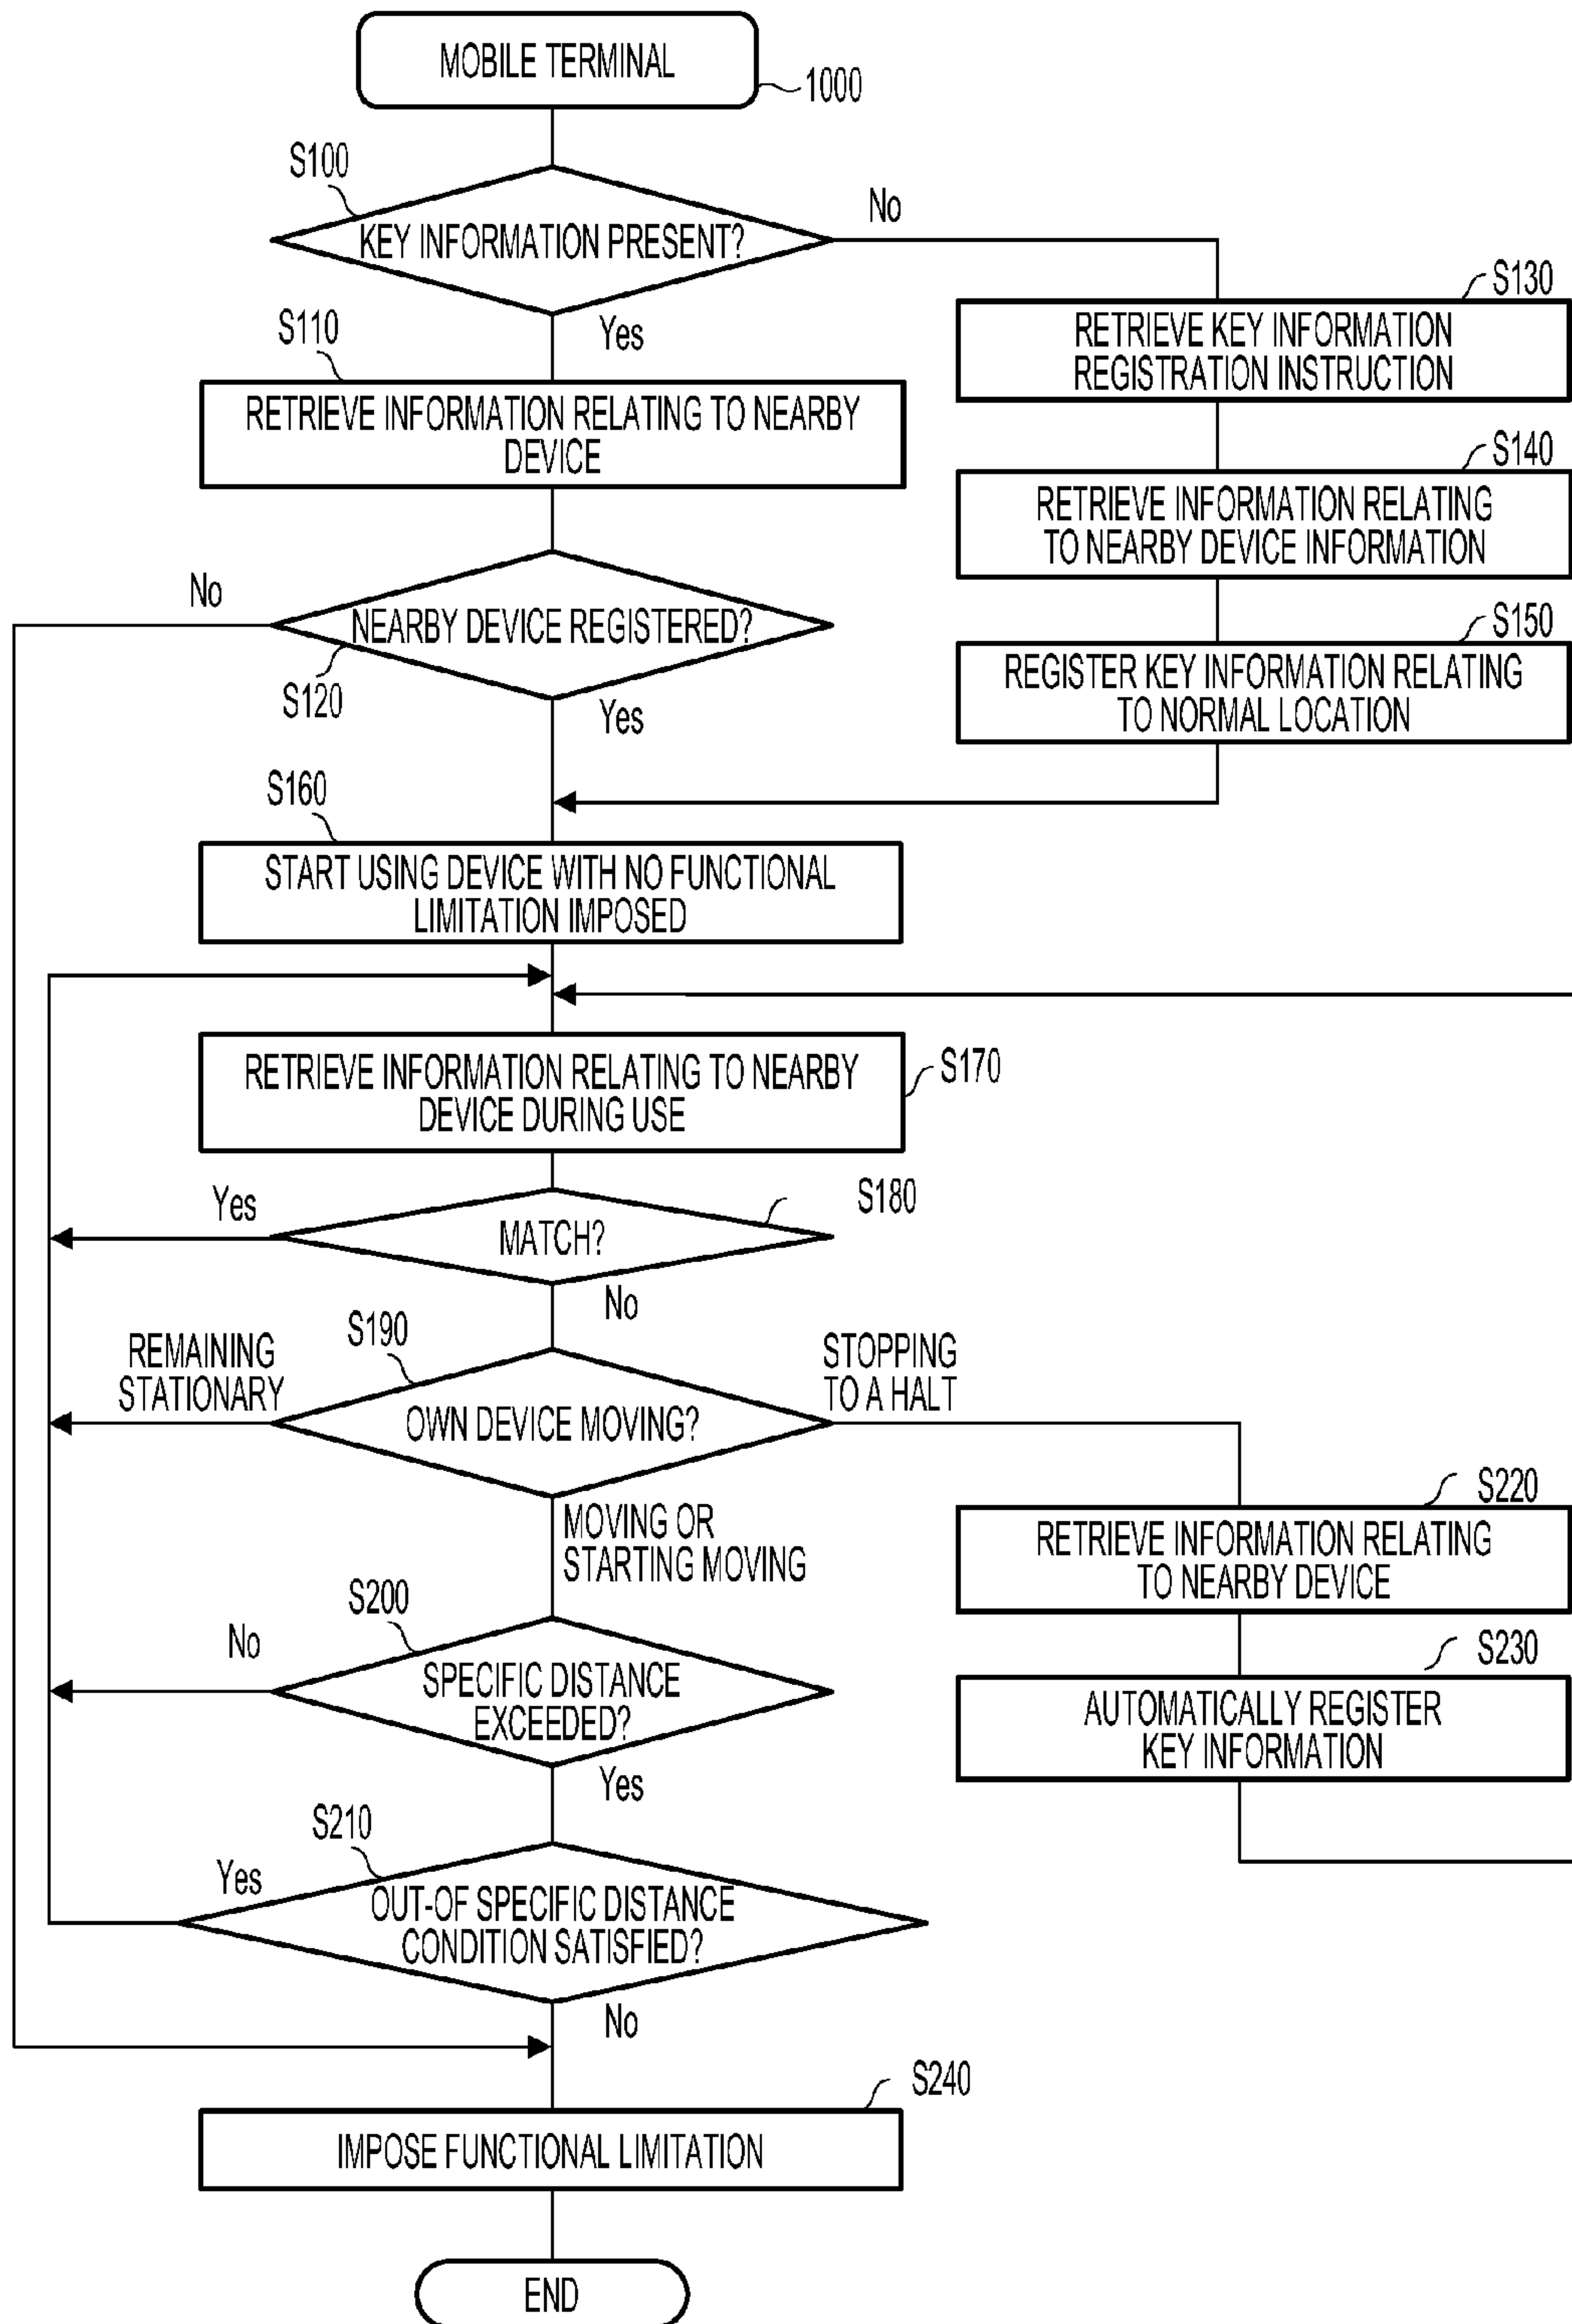 MOBILE TERMINAL
1000
S100
KEY INFORMATION PRESENT?
No
Yes
S130
RETRIEVE KEY INFORMATION
REGISTRATION INSTRUCTION
S110
RETRIEVE INFORMATION RELATING TO NEARBY
DEVICE
S140
RETRIEVE INFORMATION RELATING
TO NEARBY DEVICE INFORMATION
No
NEARBY DEVICE REGISTERED?
S120
Yes
S150
REGISTER KEY INFORMATION RELATING
TO NORMAL LOCATION
S160
START USING DEVICE WITH NO FUNCTIONAL
LIMITATION IMPOSED
RETRIEVE INFORMATION RELATING TO NEARBY
DEVICE DURING USE
S170
Yes
S180
MATCH?
No
S190
REMAINING
STATIONARY
STOPPING
TO A HALT
OWN DEVICE MOVING?
MOVING OR
STARTING MOVING
S220
RETRIEVE INFORMATION RELATING
TO NEARBY DEVICE
S200
No
SPECIFIC DISTANCE
EXCEEDED?
Yes
S230
AUTOMATICALLY REGISTER
KEY INFORMATION
S210
Yes
OUT-OF SPECIFIC DISTANCE
CONDITION SATISFIED?
No
S240
IMPOSE FUNCTIONAL LIMITATION
END